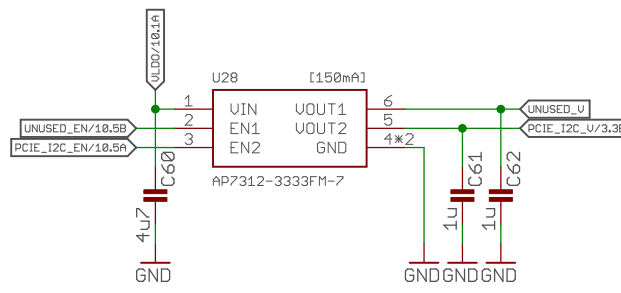 VLDO/10.1A
U28 [150mA]
1 VIN VOUT1 6 UNUSED_V
UNUSED_EN/10.5B 2 EN1 VOUT2 5 PCIE_I2C_V/3.3B
PCIE_I2C_EN/10.5A 3 EN2 GND 4*2
AP7312-3333FM-7
C60
4u7
C61
1u
C62
1u
GND GND GND GND